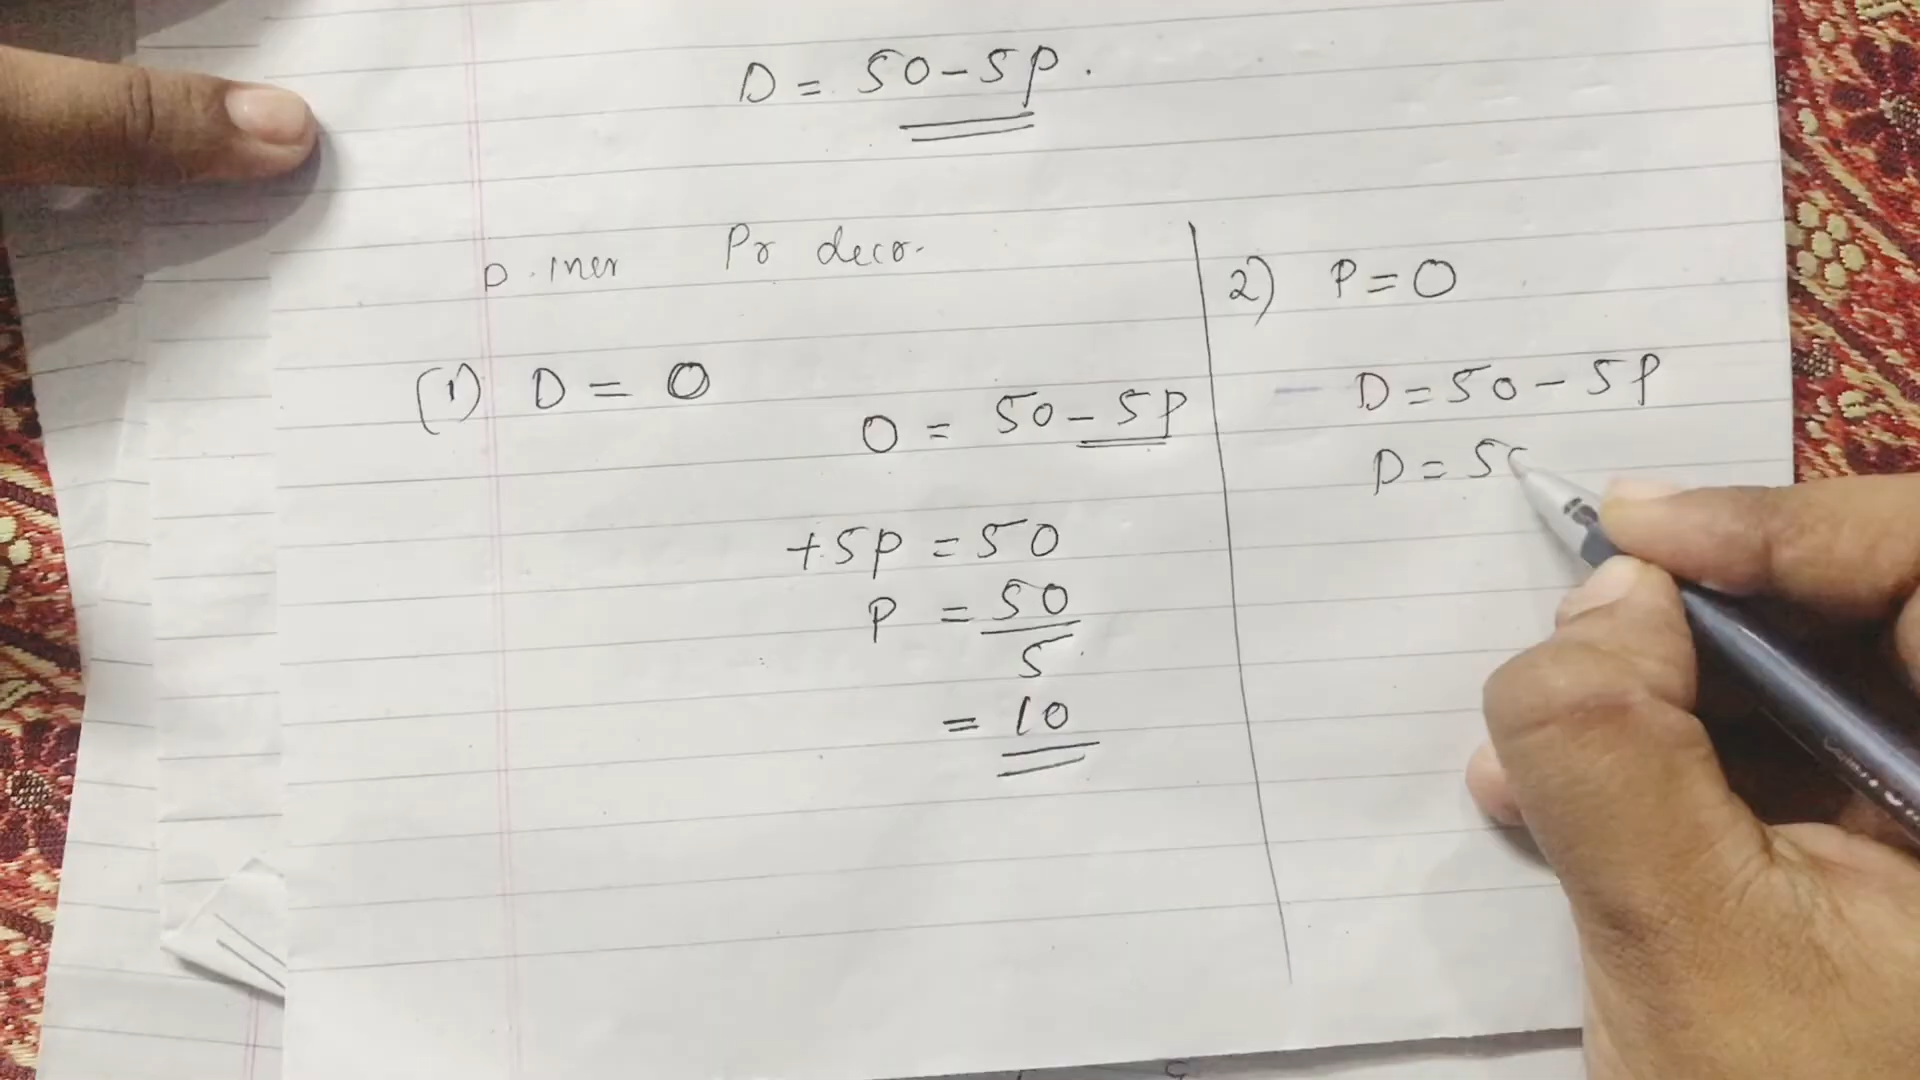 D = 50 - 5P.
D incr Pr decr.
(1) D = 0
0 = 50 - 5P
+5P = 50
P = 50/5
= 10
2) P = 0
D = 50 - 5P
D = 50